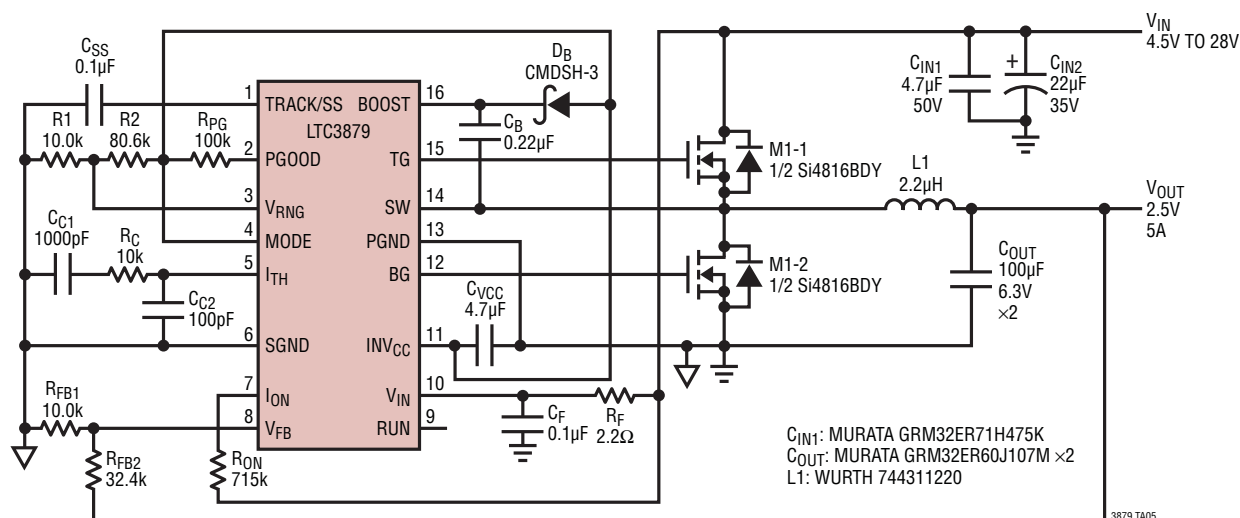 V_IN
4.5V TO 28V
C_SS
0.1µF
D_B
CMDSH-3
C_IN1
4.7µF
50V
+
C_IN2
22µF
35V
1
TRACK/SS
BOOST
16
R1
10.0k
R2
80.6k
R_PG
100k
LTC3879
C_B
0.22µF
2
PGOOD
TG
15
M1-1
1/2 Si4816BDY
L1
2.2µH
3
V_RNG
SW
14
V_OUT
2.5V
5A
4
MODE
PGND
13
C_C1
1000pF
R_C
10k
5
I_TH
BG
12
M1-2
1/2 Si4816BDY
C_OUT
100µF
6.3V
×2
C_C2
100pF
C_VCC
4.7µF
6
SGND
INV_CC
11
R_FB1
10.0k
7
I_ON
V_IN
10
8
V_FB
RUN
9
C_F
0.1µF
R_F
2.2Ω
R_FB2
32.4k
R_ON
715k
C_IN1: MURATA GRM32ER71H475K
C_OUT: MURATA GRM32ER60J107M ×2
L1: WURTH 744311220
3879 TA05